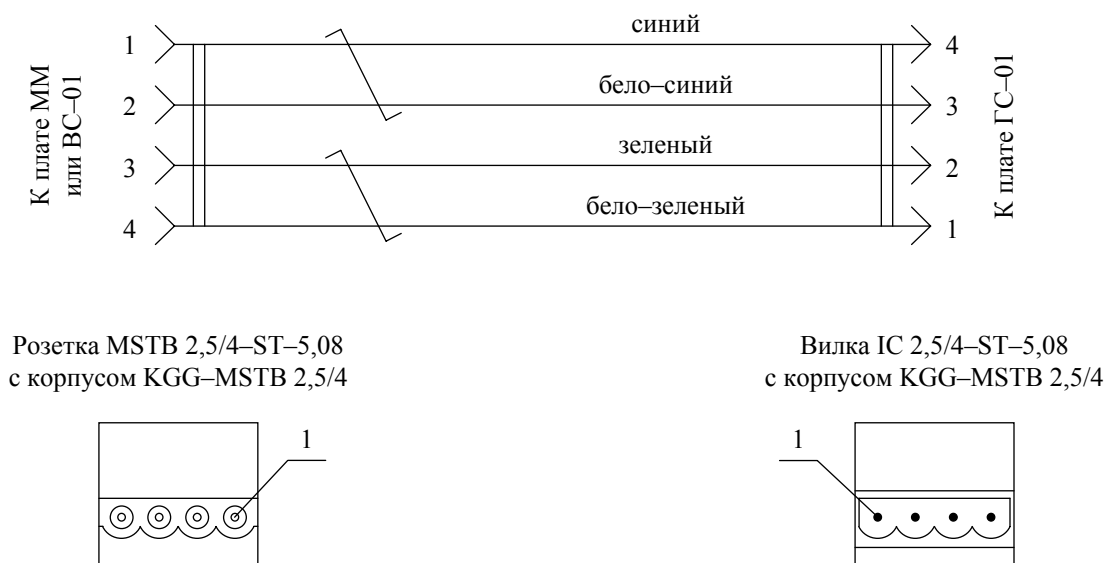 синий
1
4
бело–синий
2
3
зеленый
3
2
бело–зеленый
4
1
К плате ММ
или ВС–01
К плате ГС–01
Розетка MSTB 2,5/4–ST–5,08
с корпусом KGG–MSTB 2,5/4
Вилка IC 2,5/4–ST–5,08
с корпусом KGG–MSTB 2,5/4
1
1